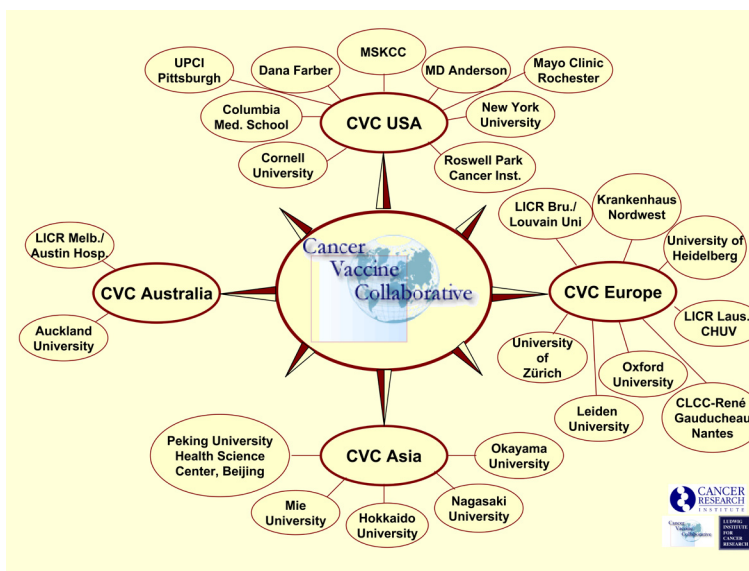 MSKCC
UPCI
Pittsburgh
Dana Farber
MD Anderson
Mayo Clinic
Rochester
Columbia
Med. School
CVC USA
New York
University
Cornell
University
Roswell Park
Cancer Inst.
LICR Melb./
Austin Hosp.
CVC Australia
Auckland
University
Cancer
Vaccine
Collaborative
LICR Bru./
Louvain Uni
Krankenhaus
Nordwest
University of
Heidelberg
CVC Europe
LICR Laus.
CHUV
University
of
Zürich
Oxford
University
Leiden
University
CLCC-René
Gauducheau
Nantes
Peking University
Health Science
Center, Beijing
CVC Asia
Okayama
University
Mie
University
Hokkaido
University
Nagasaki
University
CANCER
RESEARCH
INSTITUTE
Cancer
Vaccine
Collaborative
LUDWIG
INSTITUTE
FOR
CANCER
RESEARCH